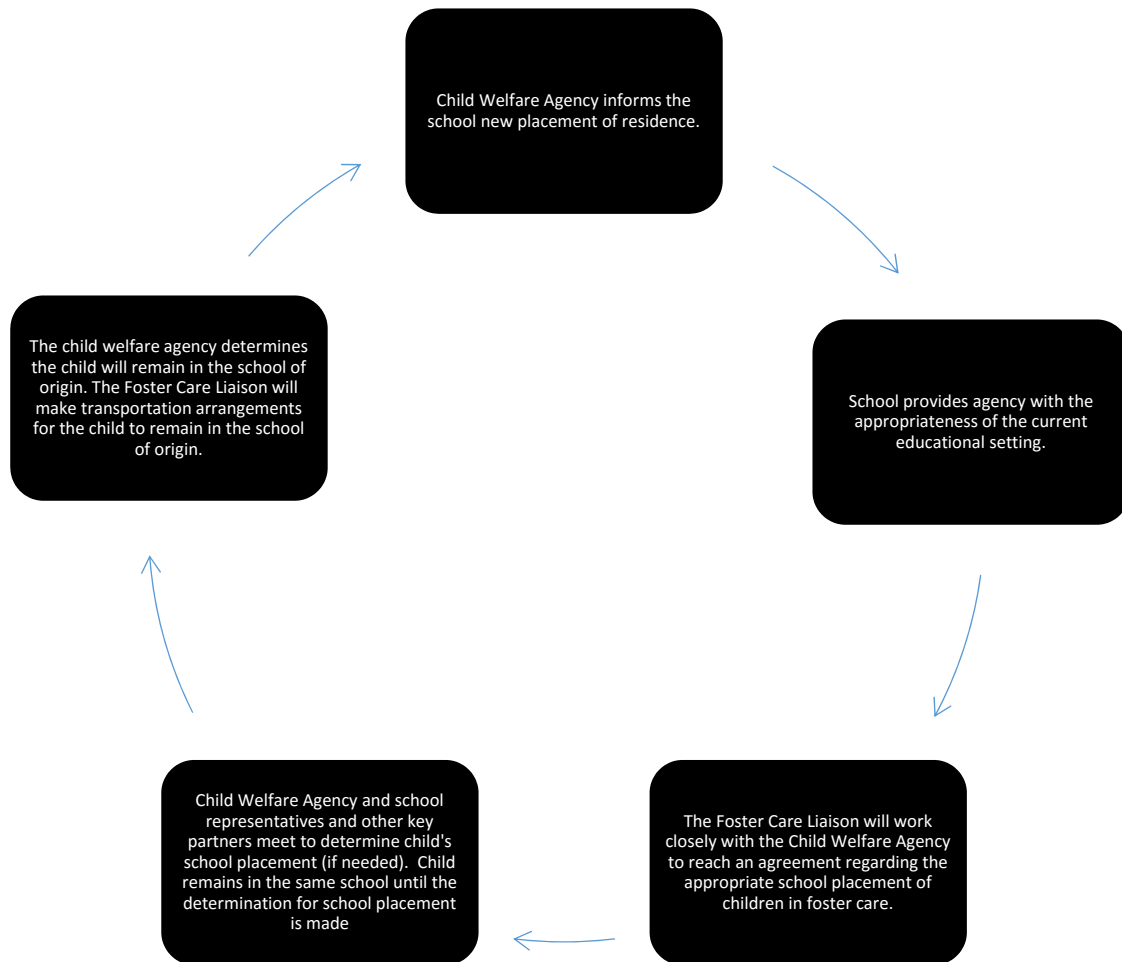 Child Welfare Agency informs the
school new placement of residence.
School provides agency with the
appropriateness of the current
educational setting.
The Foster Care Liaison will work
closely with the Child Welfare Agency
to reach an agreement regarding the
appropriate school placement of
children in foster care.
Child Welfare Agency and school
representatives and other key
partners meet to determine child's
school placement (if needed).  Child
remains in the same school until the
determination for school placement
is made
The child welfare agency determines
the child will remain in the school of
origin. The Foster Care Liaison will
make transportation arrangements
for the child to remain in the school
of origin.